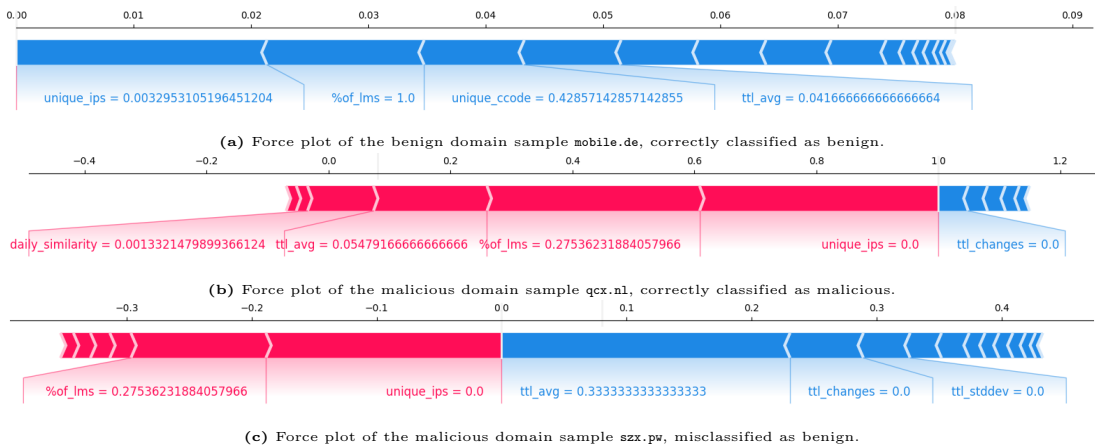 0.00 0.01 0.02 0.03 0.04 0.05 0.06 0.07 0.08 0.09
unique_ips = 0.0032953105196451204 %of_lms = 1.0 unique_ccode = 0.42857142857142855 ttl_avg = 0.041666666666666664
(a) Force plot of the benign domain sample mobile.de, correctly classified as benign.
−0.4 −0.2 0.0 0.2 0.4 0.6 0.8 1.0 1.2
daily_similarity = 0.0013321479899366124 ttl_avg = 0.05479166666666666 %of_lms = 0.27536231884057966 unique_ips = 0.0 ttl_changes = 0.0
(b) Force plot of the malicious domain sample qcx.nl, correctly classified as malicious.
−0.3 −0.2 −0.1 0.0 0.1 0.2 0.3 0.4
%of_lms = 0.27536231884057966 unique_ips = 0.0 ttl_avg = 0.3333333333333333 ttl_changes = 0.0 ttl_stddev = 0.0
(c) Force plot of the malicious domain sample szx.pw, misclassified as benign.